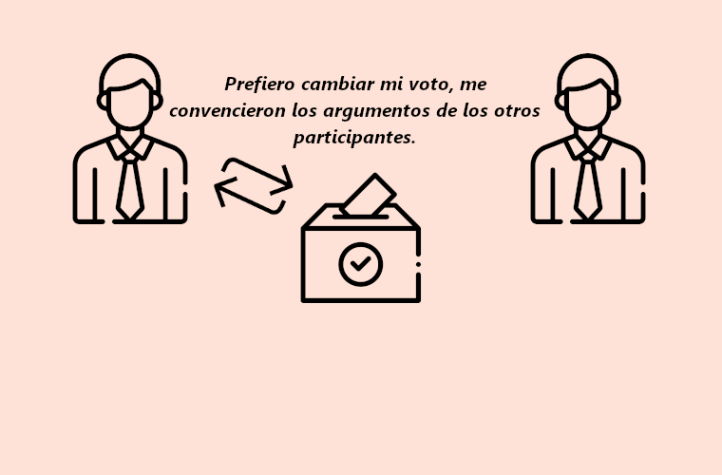 Prefiero cambiar mi voto, me
convencieron los argumentos de los otros
participantes.